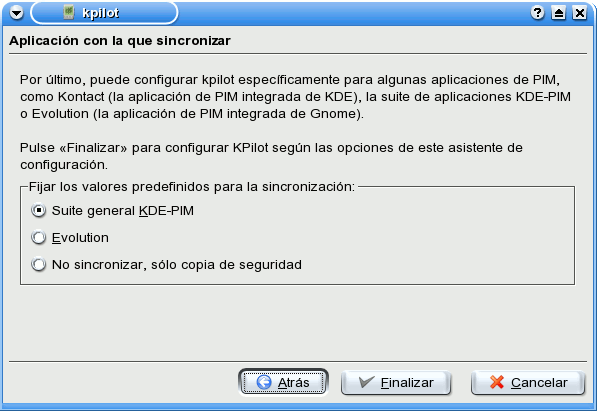 kpilot
Aplicación con la que sincronizar
Por último, puede configurar kpilot específicamente para algunas aplicaciones de PIM,
como Kontact (la aplicación de PIM integrada de KDE), la suite de aplicaciones KDE-PIM
o Evolution (la aplicación de PIM integrada de Gnome).
Pulse «Finalizar» para configurar KPilot según las opciones de este asistente de
configuración.
Fijar los valores predefinidos para la sincronización:
Suite general KDE-PIM
Evolution
No sincronizar, sólo copia de seguridad
Atrás Finalizar Cancelar